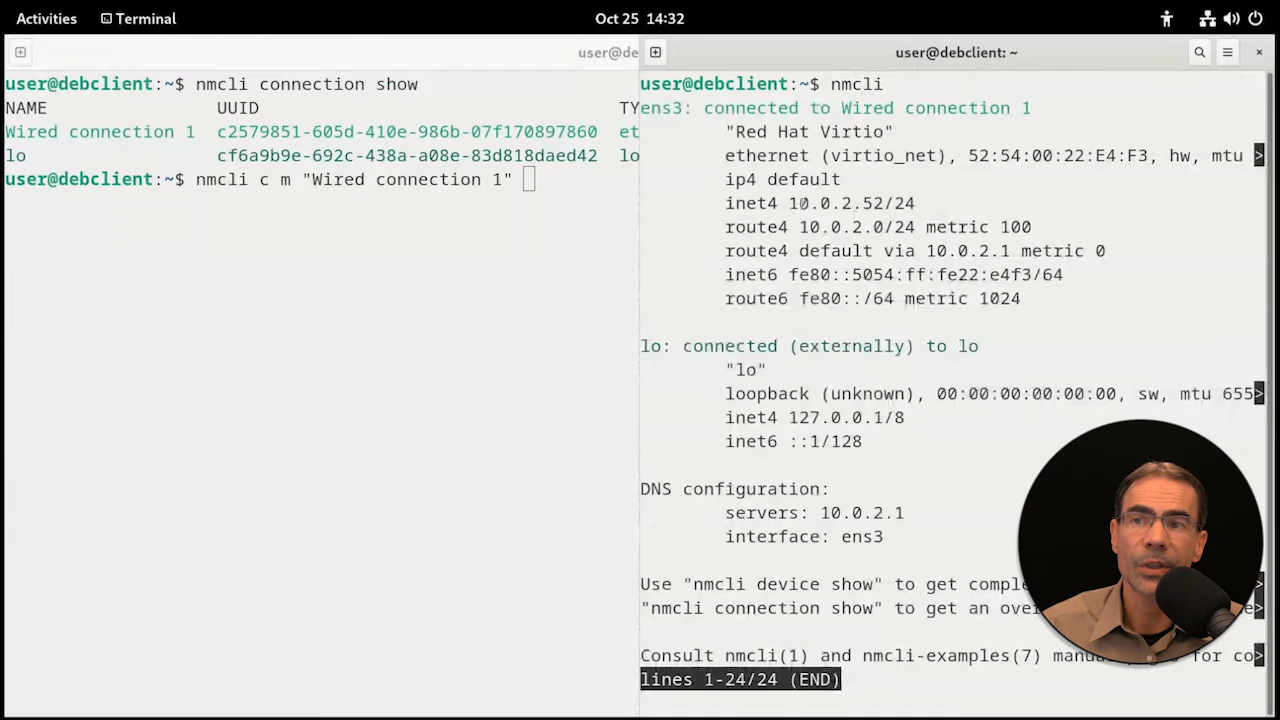 Activities
Terminal
Oct 25 14:32
user@de
user@debclient:~$ nmcli connection show
NAME UUID TY
Wired connection 1 c2579851-605d-410e-986b-07f170897860 et
lo cf6a9b9e-692c-438a-a08e-83d818daed42 lo
user@debclient:~$ nmcli c m "Wired connection 1"
user@debclient: ~
user@debclient:~$ nmcli
ens3: connected to Wired connection 1
"Red Hat Virtio"
ethernet (virtio_net), 52:54:00:22:E4:F3, hw, mtu >
ip4 default
inet4 10.0.2.52/24
route4 10.0.2.0/24 metric 100
route4 default via 10.0.2.1 metric 0
inet6 fe80::5054:ff:fe22:e4f3/64
route6 fe80::/64 metric 1024
lo: connected (externally) to lo
"lo"
loopback (unknown), 00:00:00:00:00:00, sw, mtu 655>
inet4 127.0.0.1/8
inet6 ::1/128
DNS configuration:
servers: 10.0.2.1
interface: ens3
Use "nmcli device show" to get comple >
"nmcli connection show" to get an over >
Consult nmcli(1) and nmcli-examples(7) manu for co>
lines 1-24/24 (END)